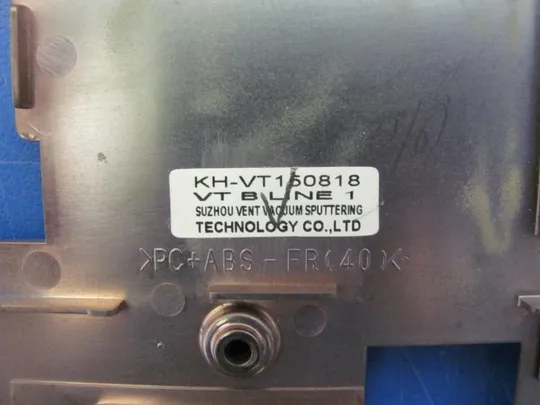 KH-VT150818
VT B LINE 1
SUZHOU VENT VACUUM SPUTTERING
TECHNOLOGY CO.,LTD
>PC+ABS-FR(40)<